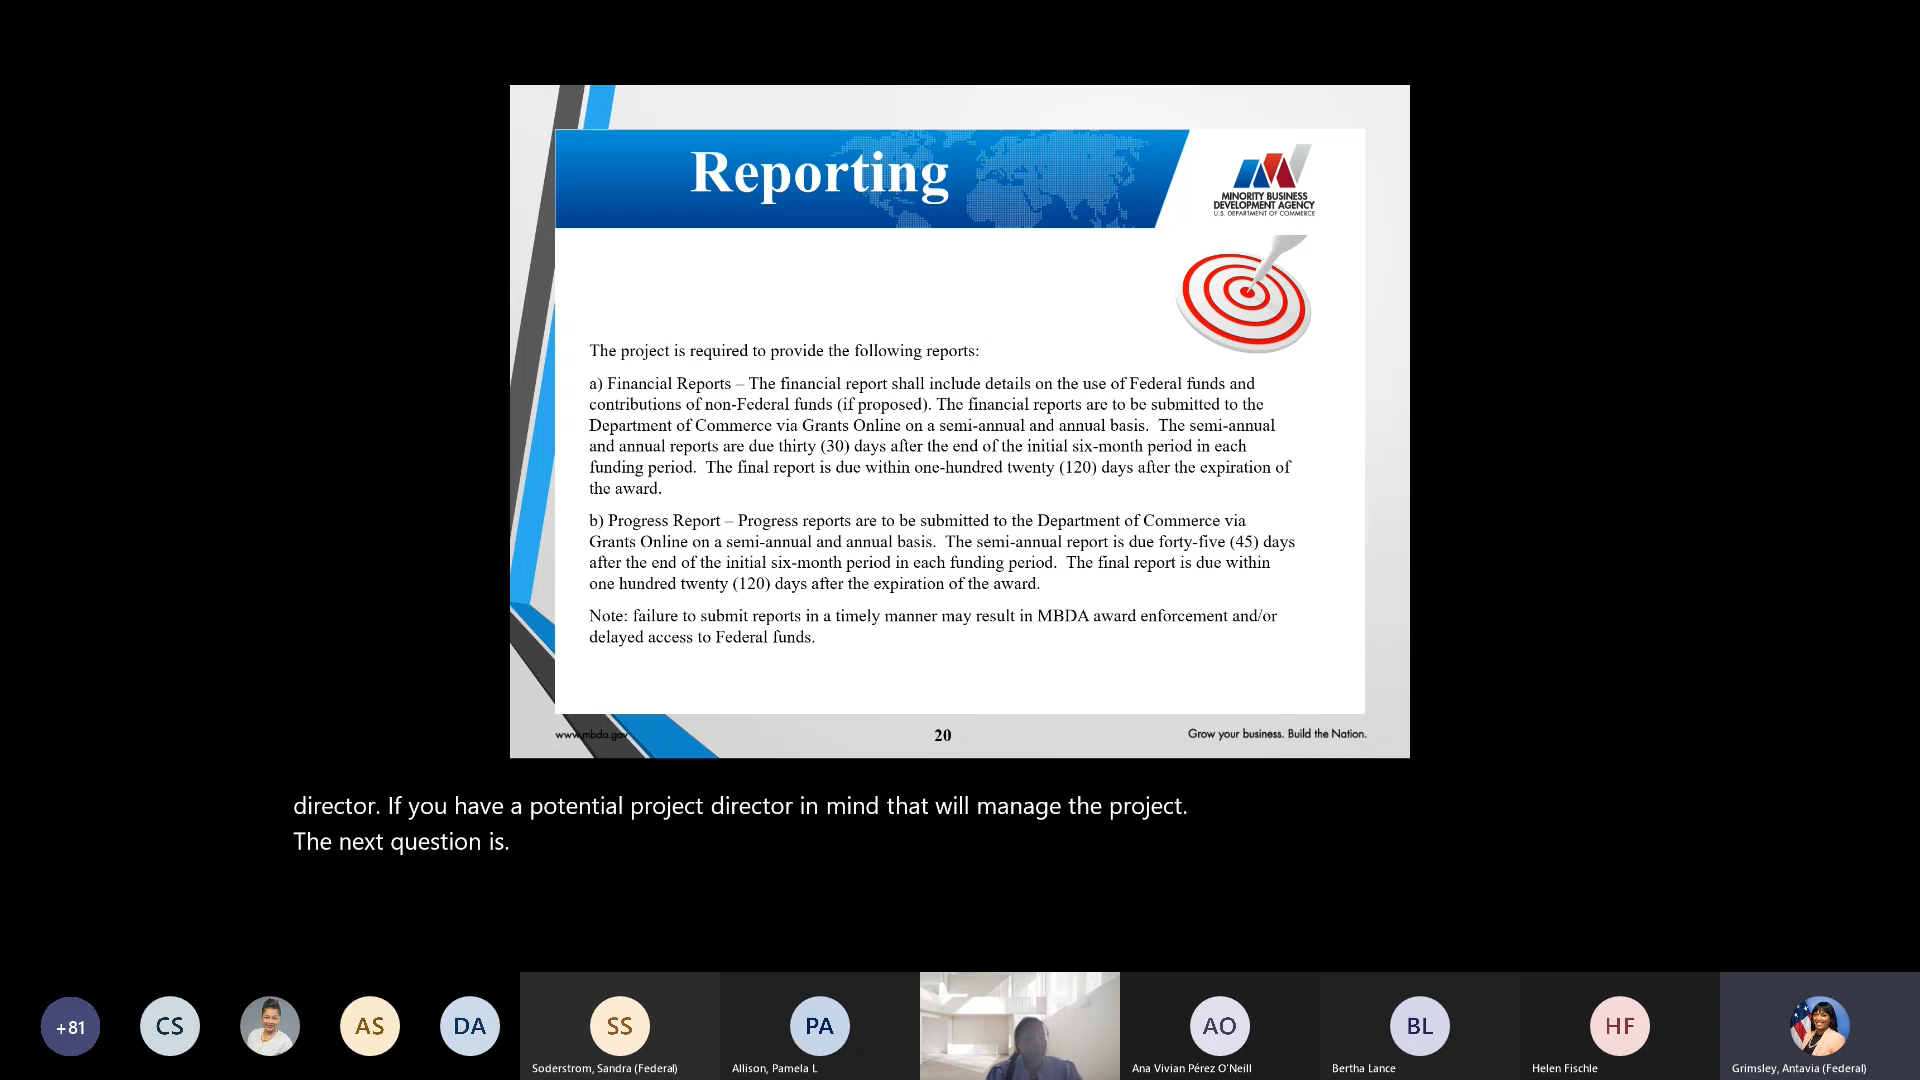 Reporting
MINORITY BUSINESS
DEVELOPMENT AGENCY
U.S. DEPARTMENT OF COMMERCE
The project is required to provide the following reports:
a) Financial Reports – The financial report shall include details on the use of Federal funds and
contributions of non-Federal funds (if proposed). The financial reports are to be submitted to the
Department of Commerce via Grants Online on a semi-annual and annual basis.  The semi-annual
and annual reports are due thirty (30) days after the end of the initial six-month period in each
funding period.  The final report is due within one-hundred twenty (120) days after the expiration of
the award.
b) Progress Report – Progress reports are to be submitted to the Department of Commerce via
Grants Online on a semi-annual and annual basis.  The semi-annual report is due forty-five (45) days
after the end of the initial six-month period in each funding period.  The final report is due within
one hundred twenty (120) days after the expiration of the award.
Note: failure to submit reports in a timely manner may result in MBDA award enforcement and/or
delayed access to Federal funds.
www.mbda.gov
20
Grow your business. Build the Nation.
director. If you have a potential project director in mind that will manage the project.
The next question is.
+81
CS
AS
DA
SS
PA
AO
BL
HF
Soderstrom, Sandra (Federal)
Allison, Pamela L
Ana Vivian Pérez O'Neill
Bertha Lance
Helen Fischle
Grimsley, Antavia (Federal)